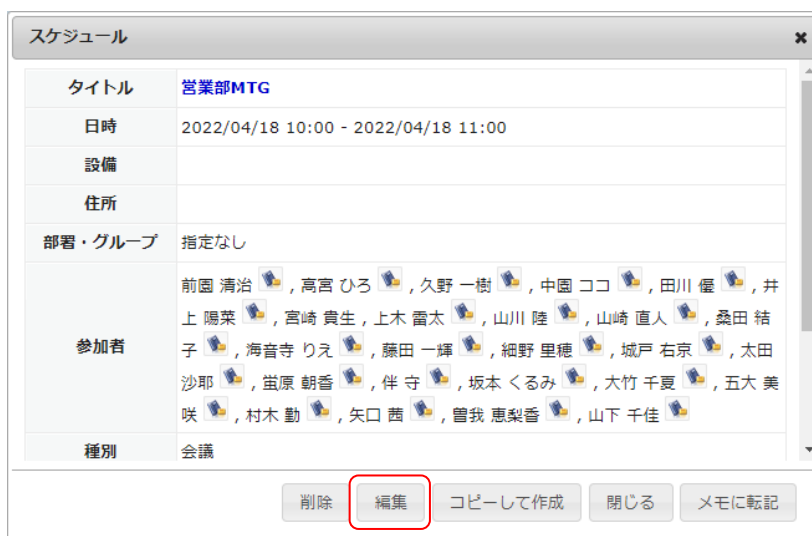 スケジュール
タイトル 営業部MTG
日時 2022/04/18 10:00 - 2022/04/18 11:00
設備
住所
部署・グループ 指定なし
前園 清治 , 高宮 ひろ , 久野 一樹 , 中園 ココ , 田川 優 , 井
上 陽菜 , 宮崎 貴生 , 上木 雷太 , 山川 陸 , 山崎 直人 , 桑田 結
参加者 子 , 海音寺 りえ , 藤田 一輝 , 細野 里穂 , 城戸 右京 , 太田
沙耶 , 蛍原 朝香 , 伴 守 , 坂本 くるみ , 大竹 千夏 , 五大 美
咲 , 村木 勤 , 矢口 茜 , 曽我 恵梨香 , 山下 千佳
種別 会議
削除 編集 コピーして作成 閉じる メモに転記